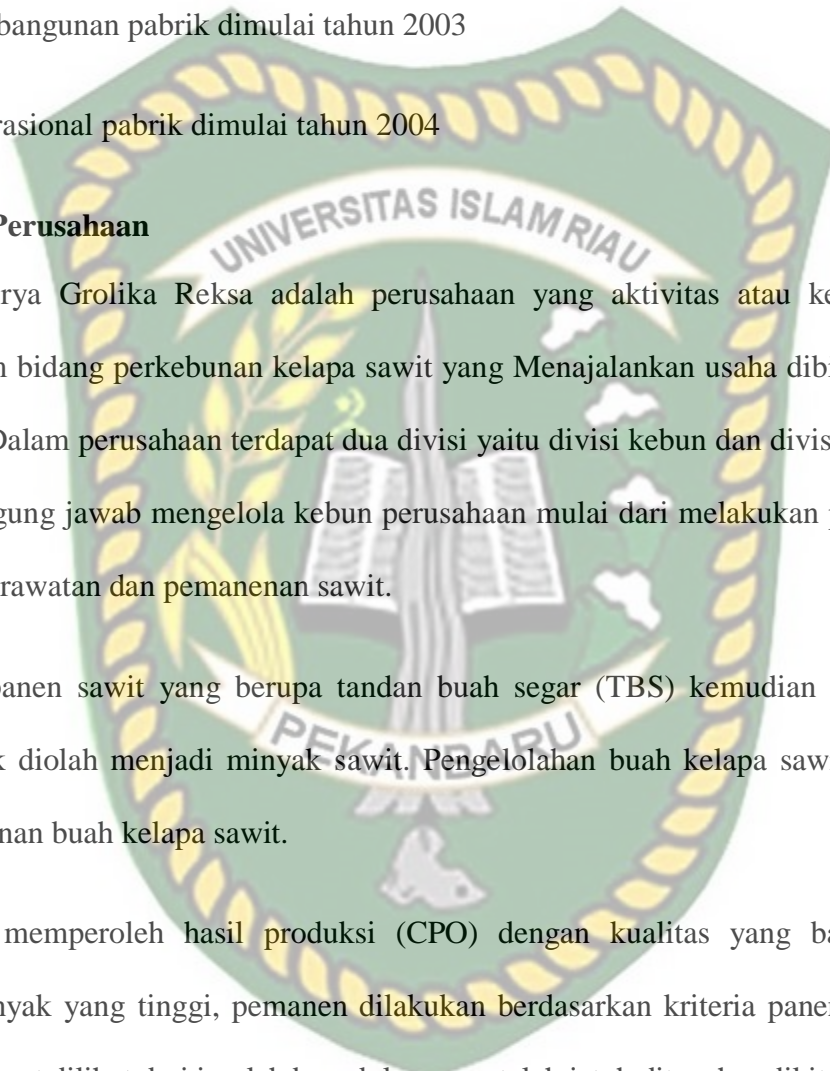 bangunan pabrik dimulai tahun 2003
rasional pabrik dimulai tahun 2004
Perusahaan
UNIVERSITAS ISLAM RIAU
rya Grolika Reksa adalah perusahaan yang aktivitas atau ke
bidang perkebunan kelapa sawit yang Menajalankan usaha dibi
Dalam perusahaan terdapat dua divisi yaitu divisi kebun dan divis
gung jawab mengelola kebun perusahaan mulai dari melakukan p
rawatan dan pemanenan sawit.
panen sawit yang berupa tandan buah segar (TBS) kemudian
k diolah menjadi minyak sawit. Pengelolahan buah kelapa saw
PEKANBARU
nan buah kelapa sawit.
memperoleh hasil produksi (CPO) dengan kualitas yang ba
nyak yang tinggi, pemanen dilakukan berdasarkan kriteria panen